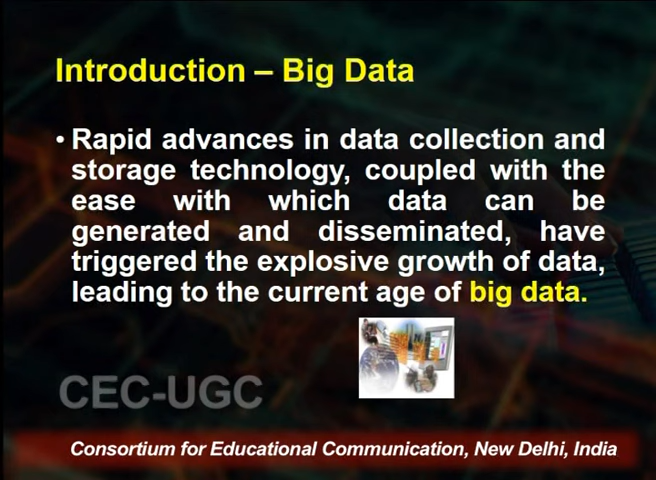 Introduction – Big Data
• Rapid advances in data collection and
storage technology, coupled with the
ease with which data can be
generated and disseminated, have
triggered the explosive growth of data,
leading to the current age of big data.
CEC-UGC
Consortium for Educational Communication, New Delhi, India